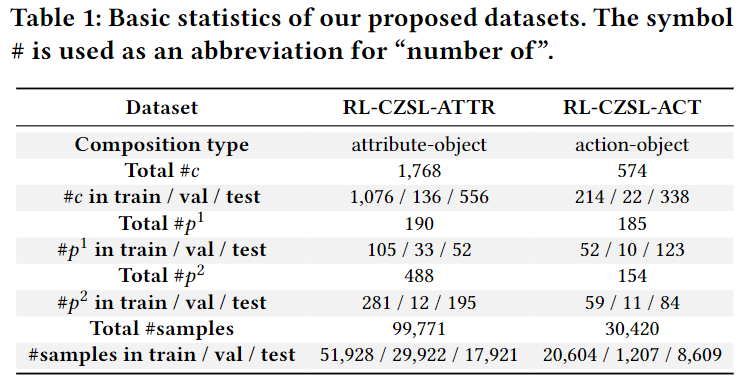 Table 1: Basic statistics of our proposed datasets. The symbol
# is used as an abbreviation for “number of”.
Dataset RL-CZSL-ATTR RL-CZSL-ACT
Composition type attribute-object action-object
Total #c 1,768 574
#c in train / val / test 1,076 / 136 / 556 214 / 22 / 338
Total #p¹ 190 185
#p¹ in train / val / test 105 / 33 / 52 52 / 10 / 123
Total #p² 488 154
#p² in train / val / test 281 / 12 / 195 59 / 11 / 84
Total #samples 99,771 30,420
#samples in train / val / test 51,928 / 29,922 / 17,921 20,604 / 1,207 / 8,609